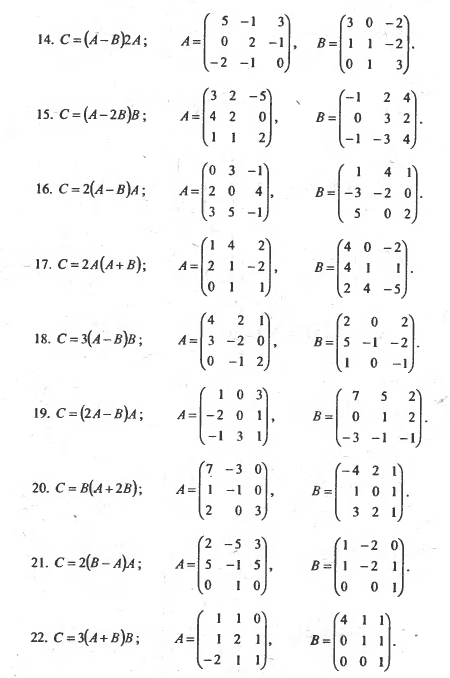 5 -1 3 3 0 -2
14. C=(A-B)2A; A= 0 2 -1 , B= 1 1 -2 .
-2 -1 0 0 1 3
3 2 -5 -1 2 4
15. C=(A-2B)B; A= 4 2 0 , B= 0 3 2 .
1 1 2 -1 -3 4
0 3 -1 1 4 1
16. C=2(A-B)A; A= 2 0 4 , B= -3 -2 0 .
3 5 -1 5 0 2
1 4 2 4 0 -2
17. C=2A(A+B); A= 2 1 -2 , B= 4 1 1 .
0 1 1 2 4 -5
4 2 1 2 0 2
18. C=3(A-B)B; A= 3 -2 0 , B= 5 -1 -2 .
0 -1 2 1 0 -1
1 0 3 7 5 2
19. C=(2A-B)A; A= -2 0 1 , B= 0 1 2 .
-1 3 1 -3 -1 -1
7 -3 0 -4 2 1
20. C=B(A+2B); A= 1 -1 0 , B= 1 0 1 .
2 0 3 3 2 1
2 -5 3 1 -2 0
21. C=2(B-A)A; A= 5 -1 5 , B= 1 -2 1 .
0 1 0 0 0 1
1 1 0 4 1 1
22. C=3(A+B)B; A= 1 2 1 , B= 0 1 1 .
-2 1 1 0 0 1